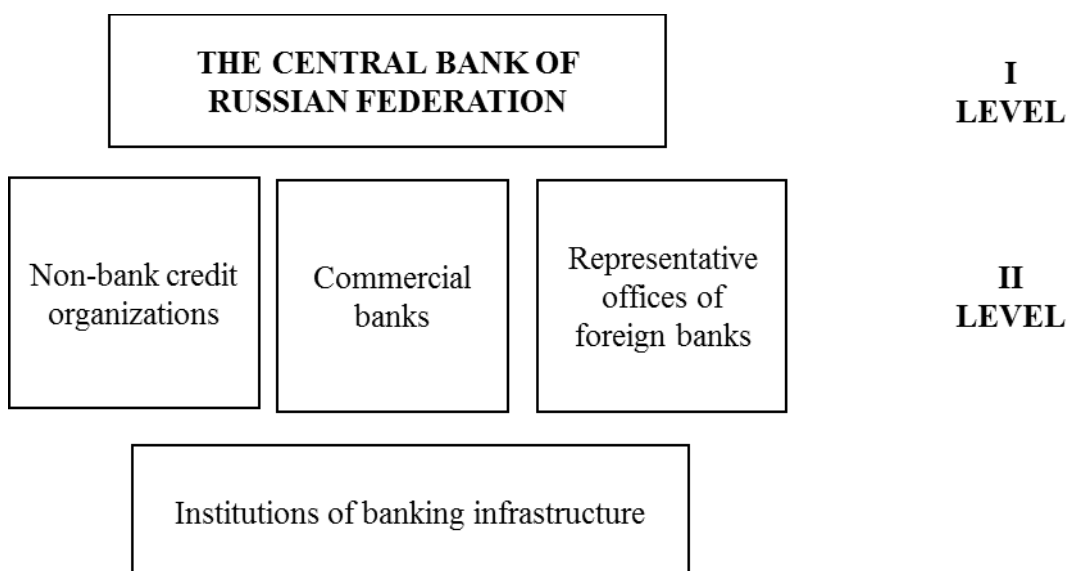 THE CENTRAL BANK OF
RUSSIAN FEDERATION
I
LEVEL
Non-bank credit
organizations
Commercial
banks
Representative
offices of
foreign banks
II
LEVEL
Institutions of banking infrastructure